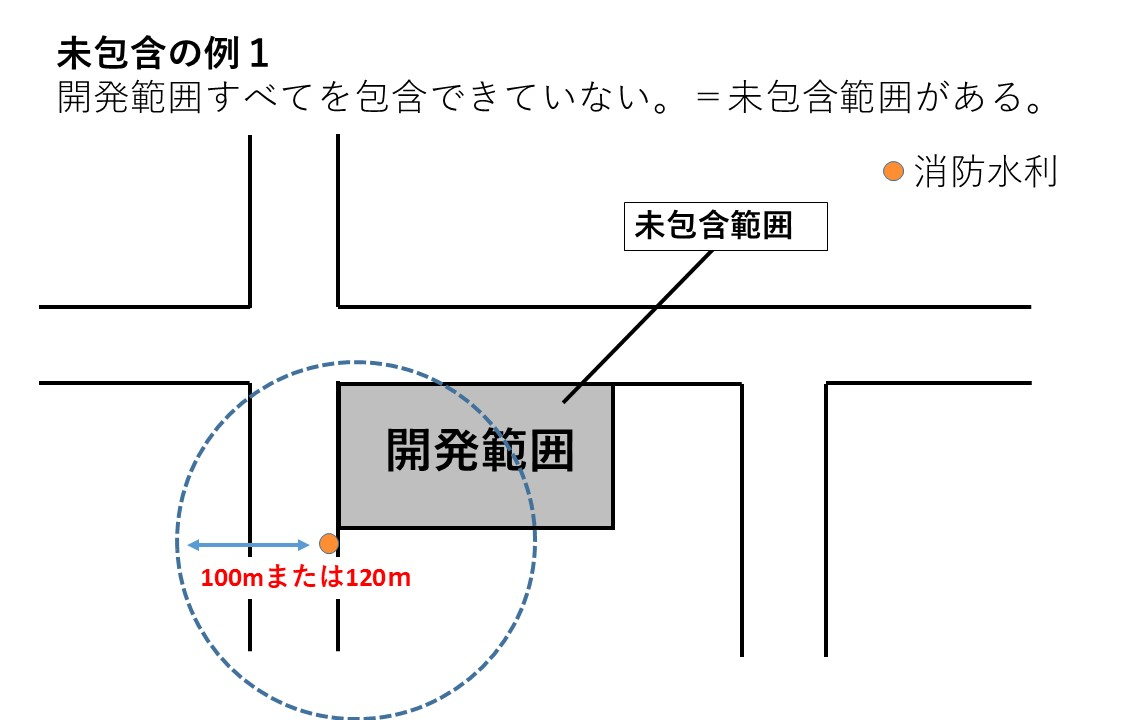 未包含の例１
開発範囲すべてを包含できていない。＝未包含範囲がある。
消防水利
未包含範囲
開発範囲
100mまたは120ｍ